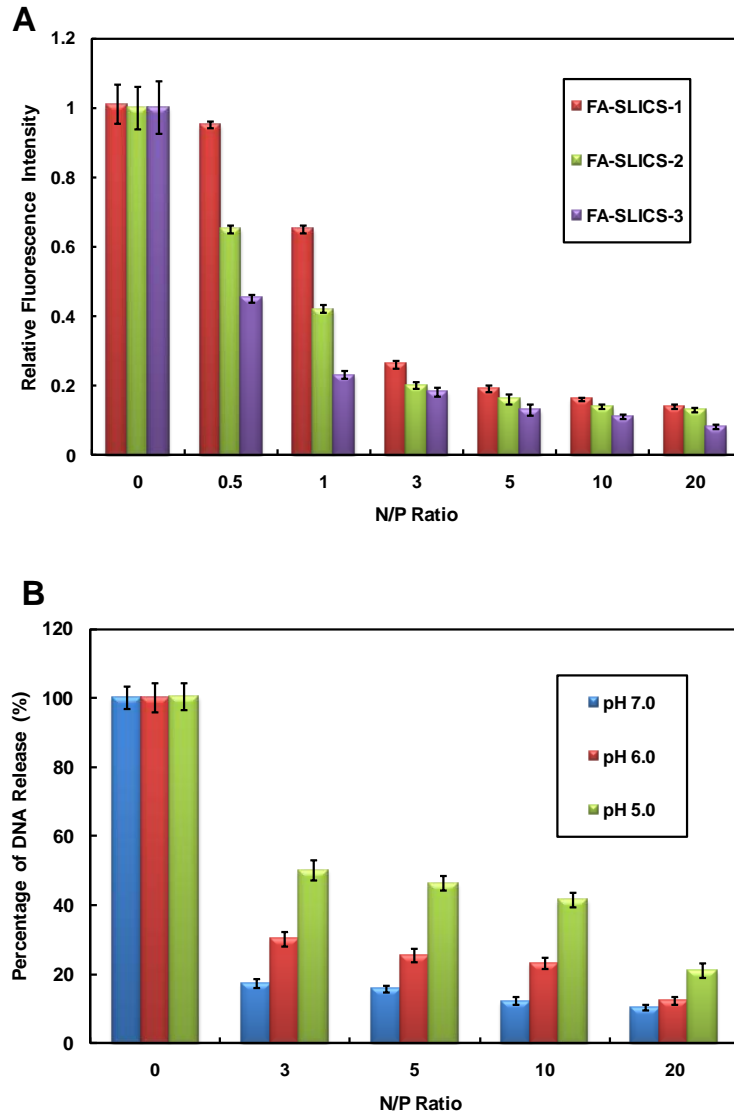 A
Relative Fluorescence Intensity
1.2
1
0.8
0.6
0.4
0.2
0
FA-SLICS-1
FA-SLICS-2
FA-SLICS-3
0 0.5 1 3 5 10 20
N/P Ratio
B
Percentage of DNA Release (%)
120
100
80
60
40
20
0
pH 7.0
pH 6.0
pH 5.0
0 3 5 10 20
N/P Ratio